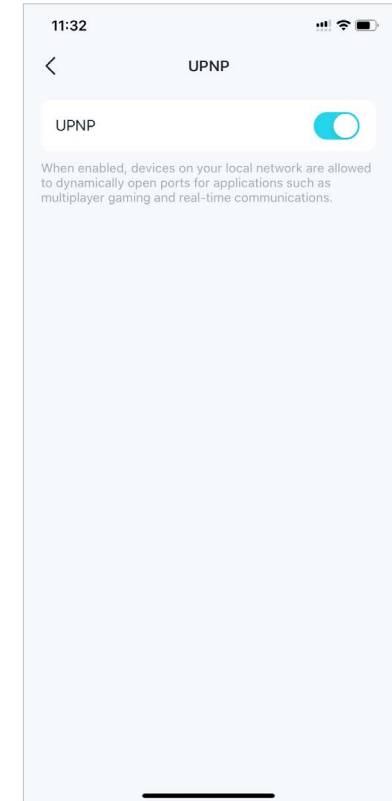 11:32
UPNP
UPNP
When enabled, devices on your local network are allowed
to dynamically open ports for applications such as
multiplayer gaming and real-time communications.